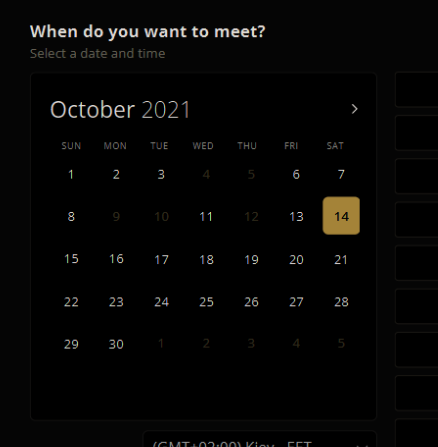 When do you want to meet?
Select a date and time
October 2021
SUN MON TUE WED THU FRI SAT
1 2 3 4 5 6 7
8 9 10 11 12 13 14
15 16 17 18 19 20 21
22 23 24 25 26 27 28
29 30 1 2 3 4 5
(GMT+02:00) Kiev - EET